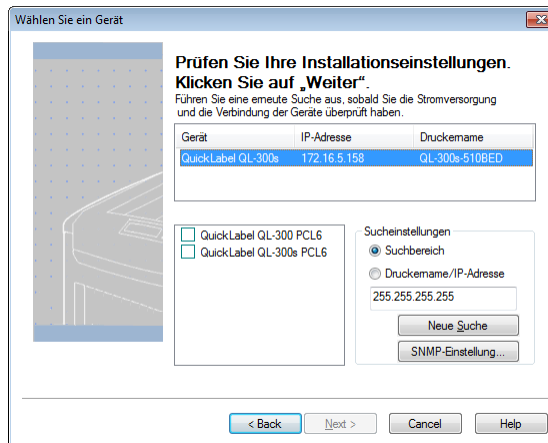 Wählen Sie ein Gerät
Prüfen Sie Ihre Installationseinstellungen.
Klicken Sie auf „Weiter“.
Führen Sie eine erneute Suche aus, sobald Sie die Stromversorgung
und die Verbindung der Geräte überprüft haben.
Gerät IP-Adresse Druckername
QuickLabel QL-300s 172.16.5.158 QL-300s-510BED
QuickLabel QL-300 PCL6
QuickLabel QL-300s PCL6
Sucheinstellungen
Suchbereich
Druckername/IP-Adresse
255.255.255.255
Neue Suche
SNMP-Einstellung...
< Back Next > Cancel Help